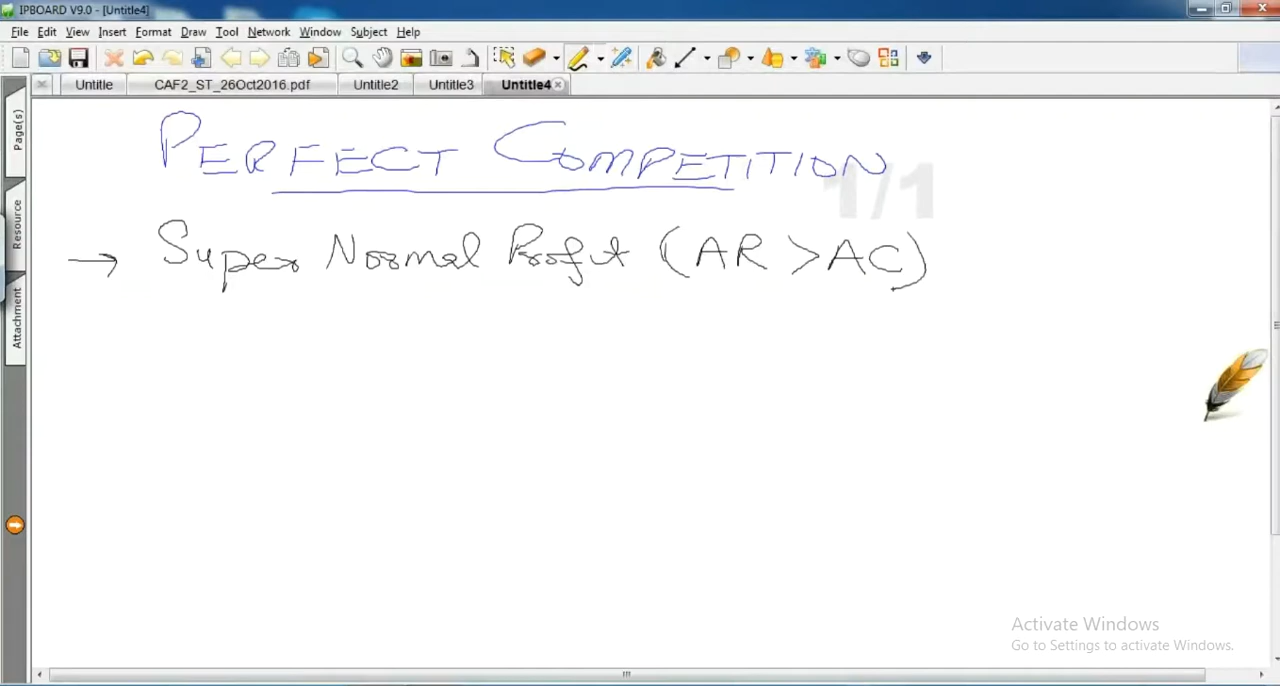 IPBOARD V9.0 - [Untitle4]
File Edit View Insert Format Draw Tool Network Window Subject Help
Untitle CAF2_ST_26Oct2016.pdf Untitle2 Untitle3 Untitle4
Page(s)
Resource
Attachment
PERFECT COMPETITION
1/1
→ Super Normal Profit (AR > AC)
Activate Windows
Go to Settings to activate Windows.